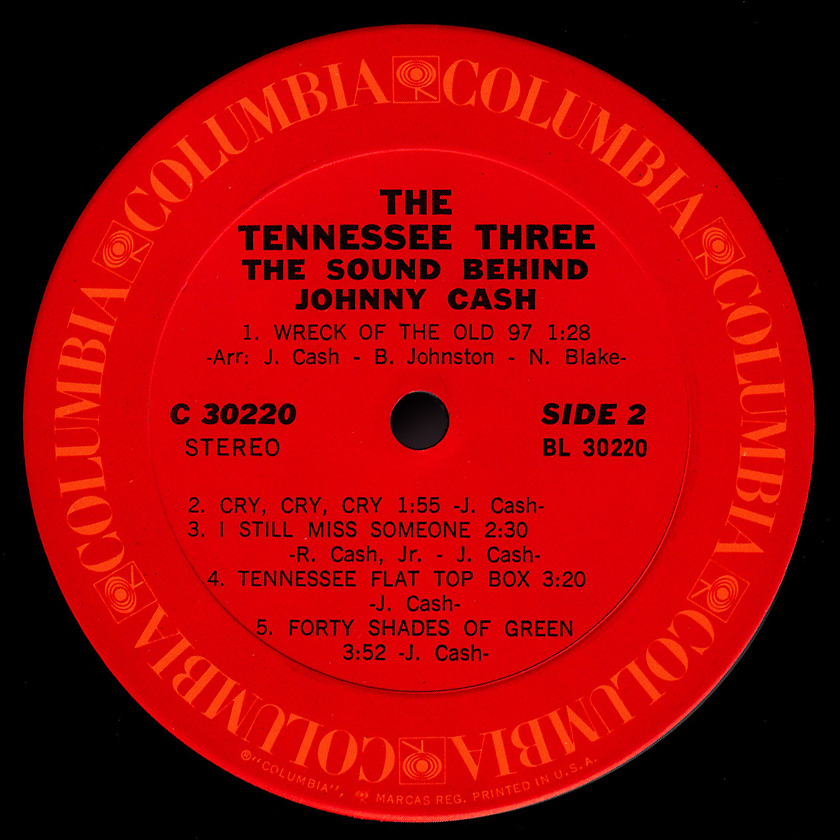 COLUMBIA COLUMBIA COLUMBIA COLUMBIA COLUMBIA COLUMBIA
THE
TENNESSEE THREE
THE SOUND BEHIND
JOHNNY CASH
1. WRECK OF THE OLD 97 1:28
-Arr: J. Cash - B. Johnston - N. Blake-
C 30220
SIDE 2
STEREO
BL 30220
2. CRY, CRY, CRY 1:55 -J. Cash-
3. I STILL MISS SOMEONE 2:30
-R. Cash, Jr. - J. Cash-
4. TENNESSEE FLAT TOP BOX 3:20
-J. Cash-
5. FORTY SHADES OF GREEN
3:52 -J. Cash-
®"COLUMBIA", MARCAS REG. PRINTED IN U.S.A.